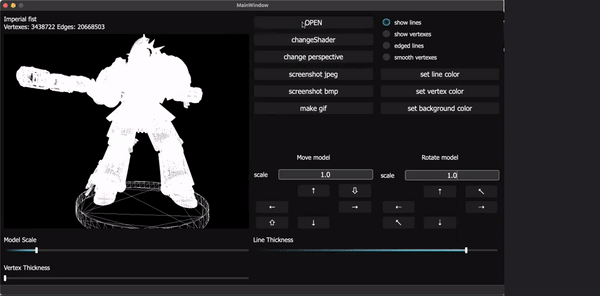 MainWindow
Imperial fist
Vertexes: 3438722 Edges: 20668503
OPEN
changeShader
change perspective
screenshot jpeg
screenshot bmp
make gif
show lines
show vertexes
edged lines
smooth vertexes
set line color
set vertex color
set background color
Move model
Rotate model
scale 1.0
scale 1.0
Model Scale
Line Thickness
Vertex Thickness